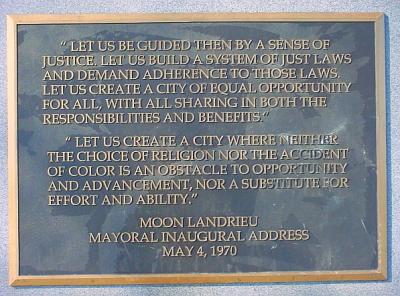 “ LET US BE GUIDED THEN BY A SENSE OF
JUSTICE. LET US BUILD A SYSTEM OF JUST LAWS
AND DEMAND ADHERENCE TO THOSE LAWS.
LET US CREATE A CITY OF EQUAL OPPORTUNITY
FOR ALL, WITH ALL SHARING IN BOTH THE
RESPONSIBILITIES AND BENEFITS.”
“ LET US CREATE A CITY WHERE NEITHER
THE CHOICE OF RELIGION NOR THE ACCIDENT
OF COLOR IS AN OBSTACLE TO OPPORTUNITY
AND ADVANCEMENT, NOR A SUBSTITUTE FOR
EFFORT AND ABILITY.”
MOON LANDRIEU
MAYORAL INAUGURAL ADDRESS
MAY 4, 1970